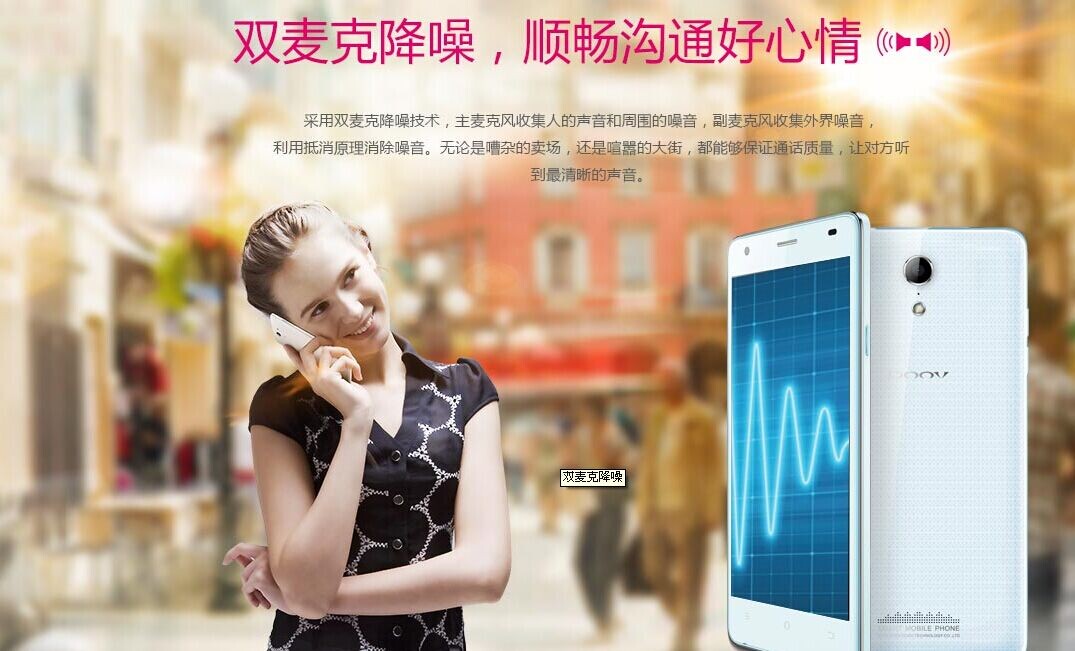 双麦克降噪，顺畅沟通好心情
采用双麦克降噪技术，主麦克风收集人的声音和周围的噪音，副麦克风收集外界噪音，
利用抵消原理消除噪音。无论是嘈杂的卖场，还是喧嚣的大街，都能够保证通话质量，让对方听
到最清晰的声音。
双麦克降噪
OOV
MOBILE PHONE